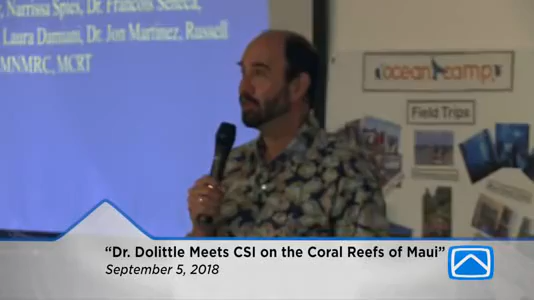 Narrissa Spies, Dr. Francois Seneca,
Laura Damiani, Dr. Jon Martinez, Russell
MNMRC, MCRT
ocean camp
Field Trips
“Dr. Dolittle Meets CSI on the Coral Reefs of Maui”
September 5, 2018